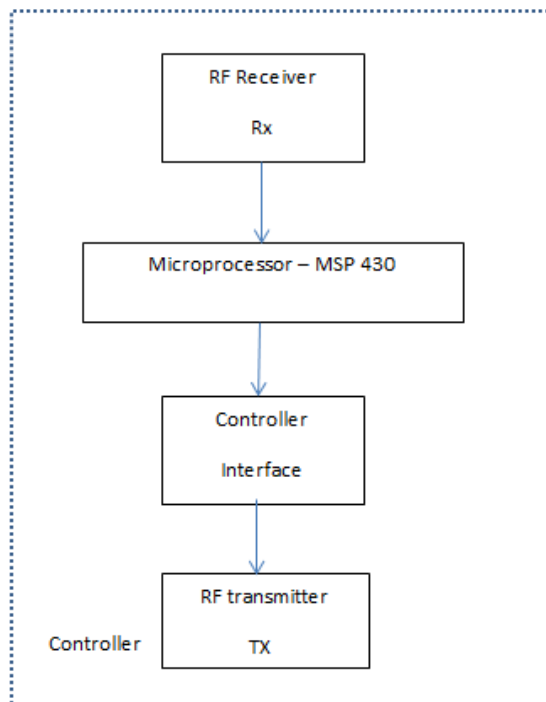 RF Receiver
Rx
Microprocessor – MSP 430
Controller
Interface
RF transmitter
TX
Controller